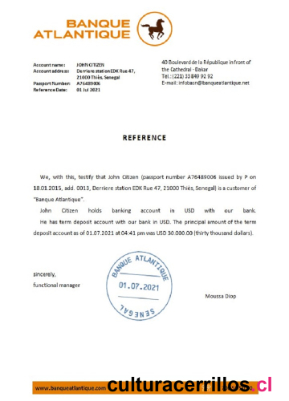 BANQUE
ATLANTIQUE
Account name: JOHN CITIZEN
Account address: Derriere station EDK Rue 47,
21000 Thiès, Senegal
Account: A76489006
Reference Date: 01 Jul 2021
40 Boulevard de la République in front of
the Cathedral - Dakar
Tel.: (221) 33 849 92 92
E-mail: infobasn@banqueatlantique.net
REFERENCE
We, with this, testify that John Citizen (passport number A76489006 issued by P on
18.01.2015, add. 0013, Derriere station EDK Rue 47, 21000 Thiès, Senegal) is a customer of
"Banque Atlantique".
John Citizen holds banking account in USD with our bank.
He has term deposit account with our bank in USD. The principal amount of the term
deposit account as of 01.07.2021 at 04:41 pm was USD 30.000.00 (thirty thousand dollars).
sincerely,
functional manager
BANQUE ATLANTIQUE
01.07.2021
SENEGAL
Moussa Diop
www.banqueatlantique.com
culturacerrillos.cl